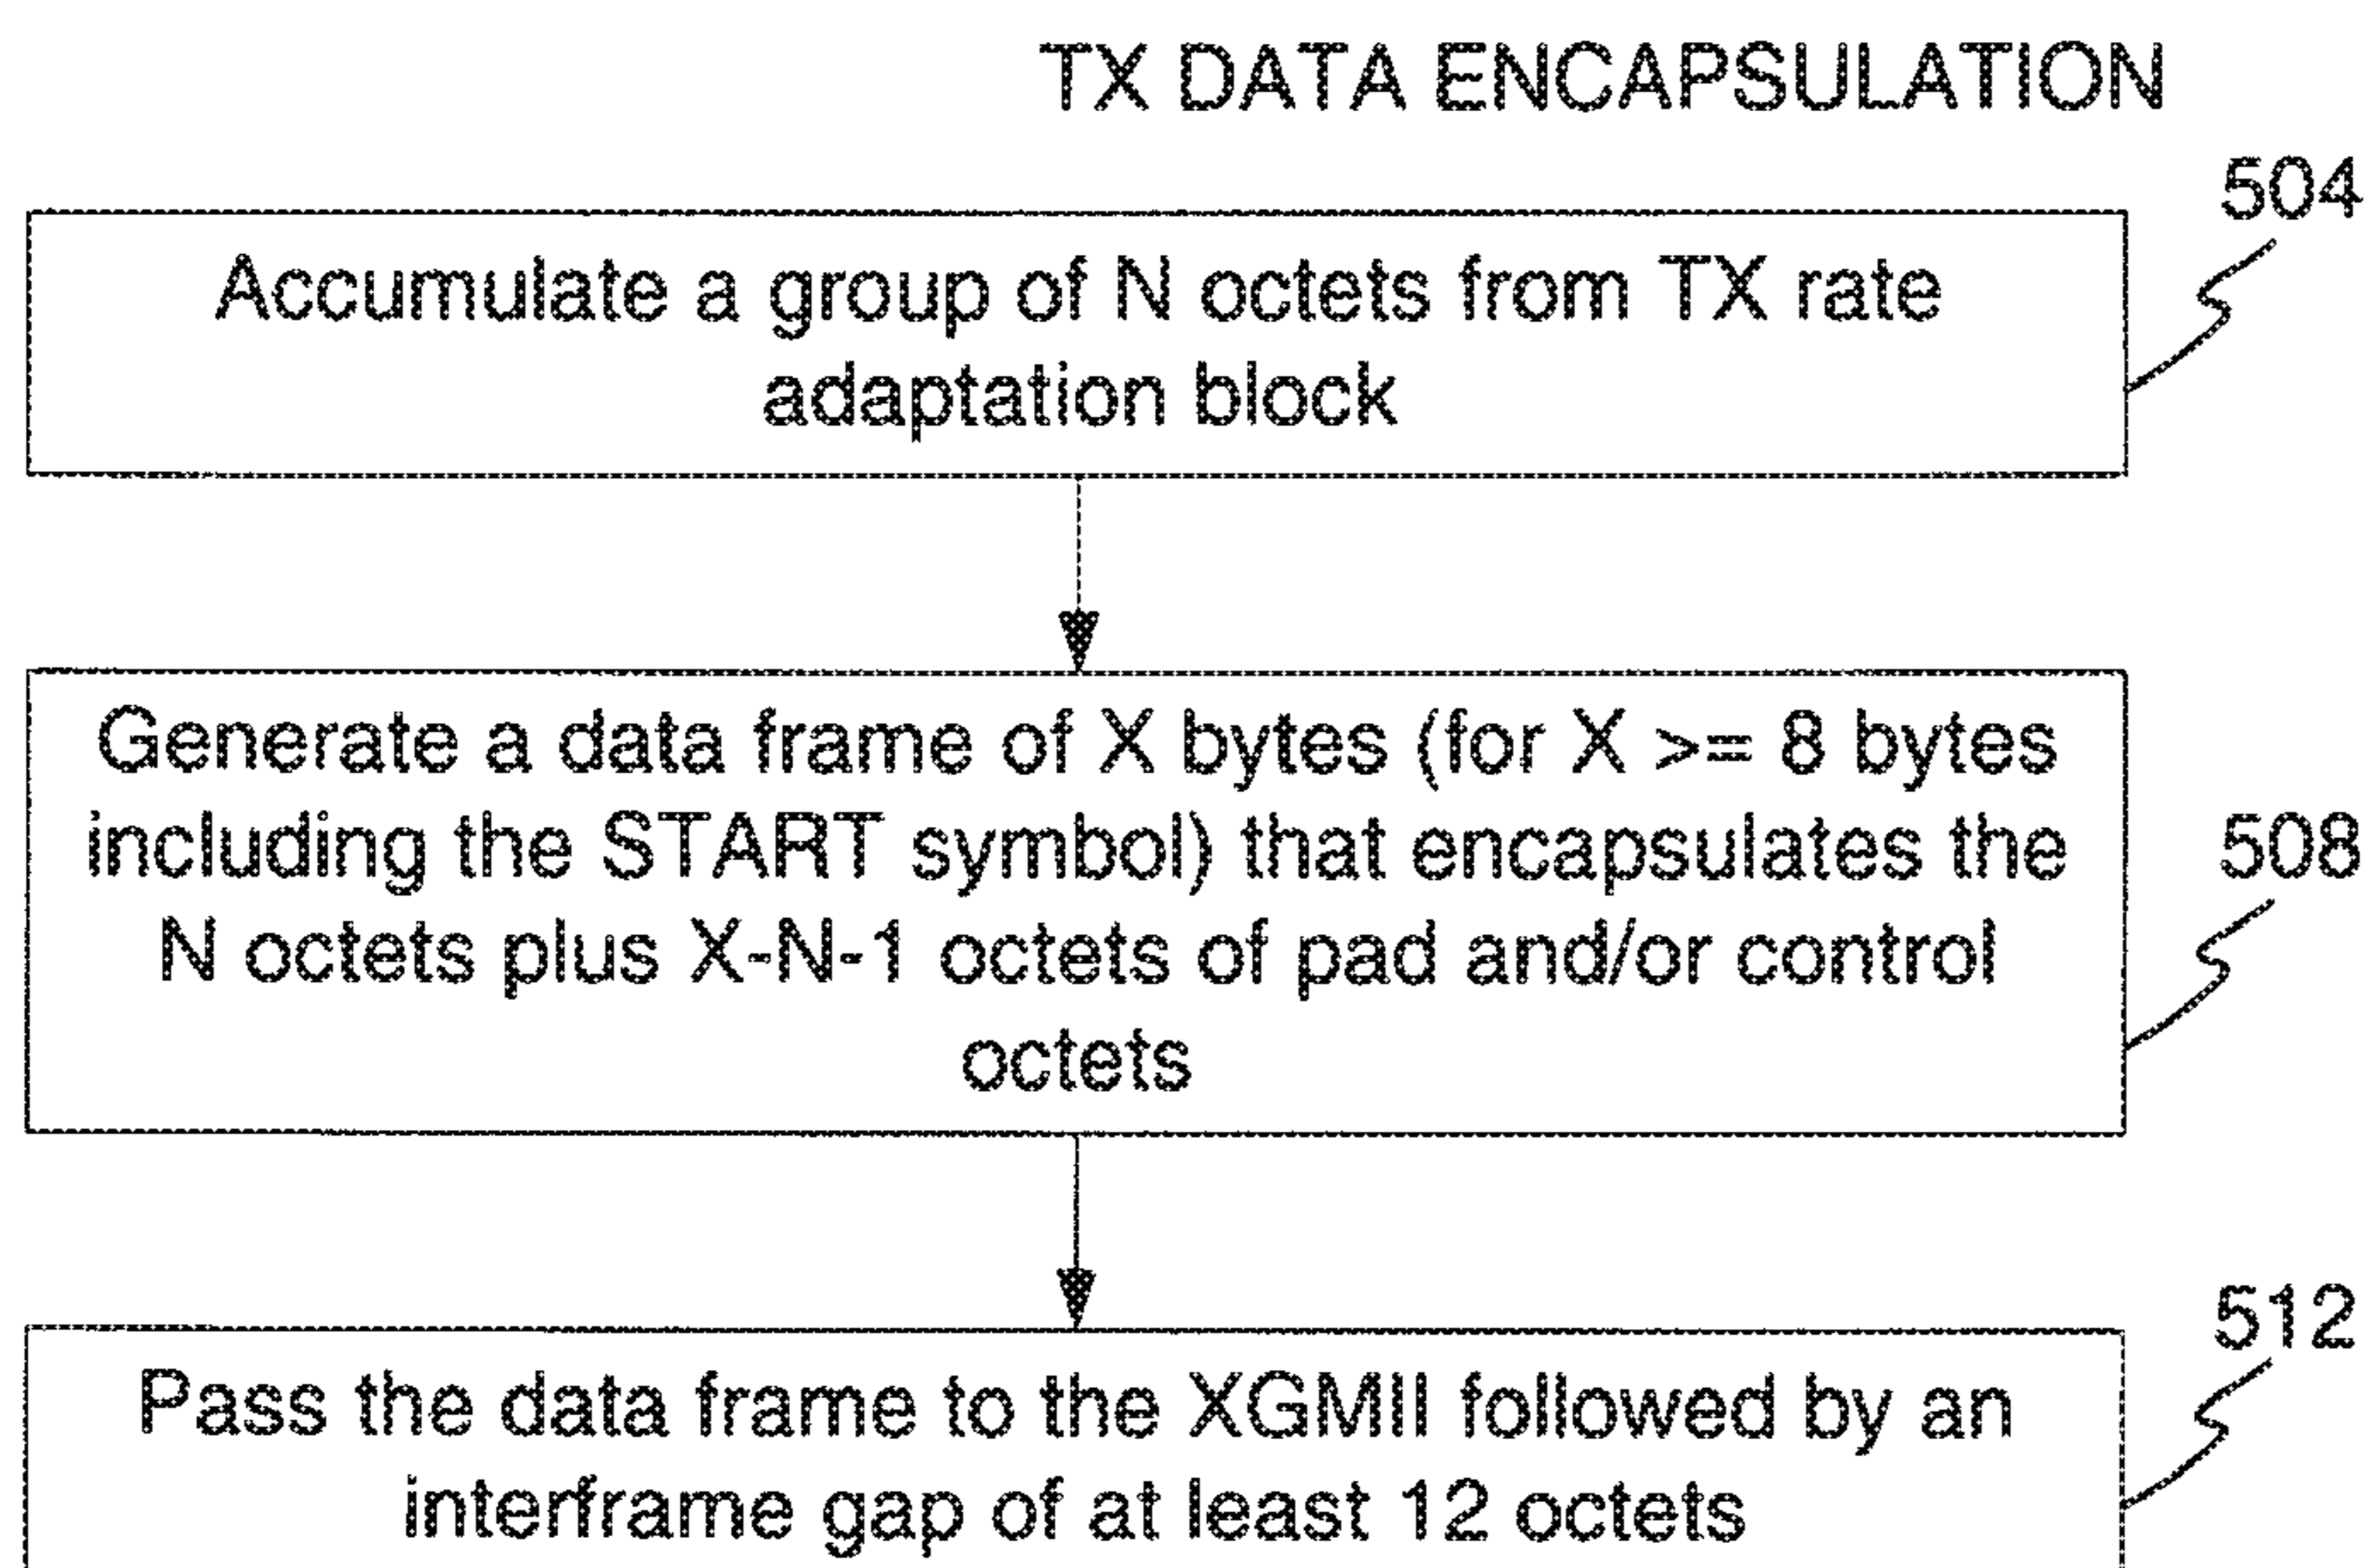 TX DATA ENCAPSULATION
504
Accumulate a group of N octets from TX rate
adaptation block
Generate a data frame of X bytes (for X >= 8 bytes
including the START symbol) that encapsulates the
508
N octets plus X-N-1 octets of pad and/or control
octets
512
Pass the data frame to the XGMII followed by an
interframe gap of at least 12 octets